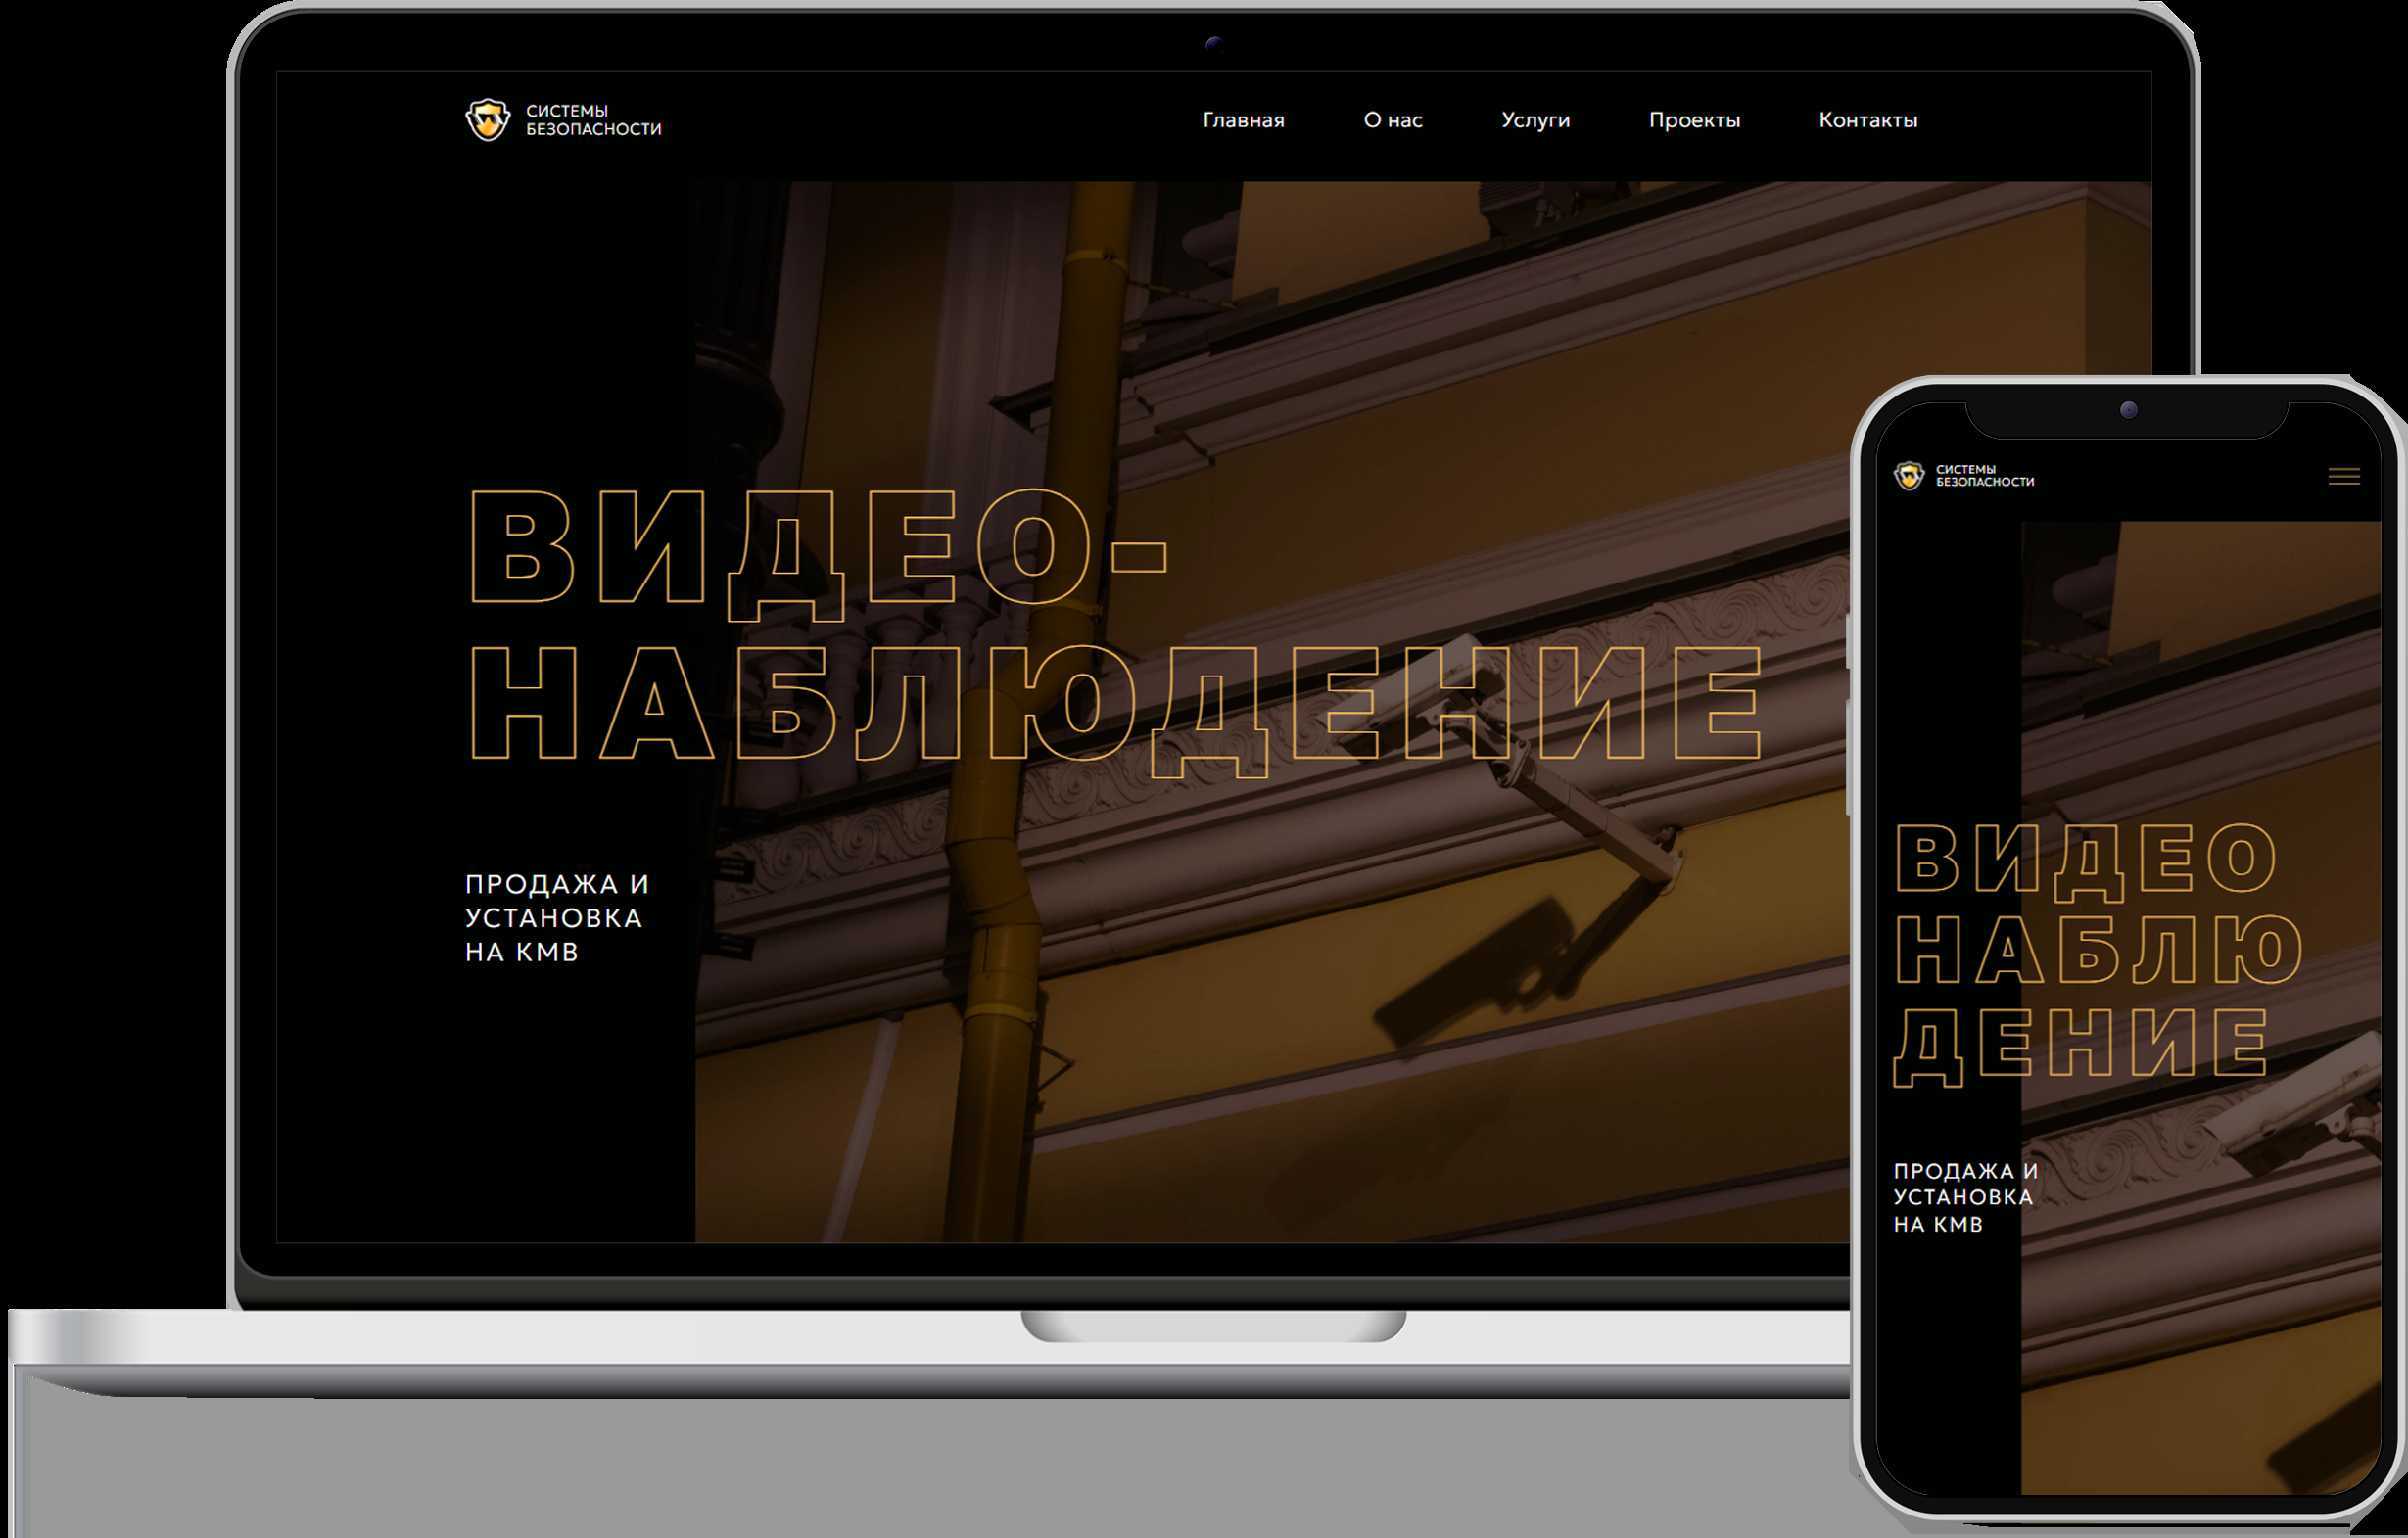 СИСТЕМЫ
БЕЗОПАСНОСТИ
Главная О нас Услуги Проекты Контакты
ВИДЕО-
НАБЛЮДЕНИЕ
ПРОДАЖА И
УСТАНОВКА
НА КМВ
СИСТЕМЫ
БЕЗОПАСНОСТИ
ВИДЕО
НАБЛЮ
ДЕНИЕ
ПРОДАЖА И
УСТАНОВКА
НА КМВ